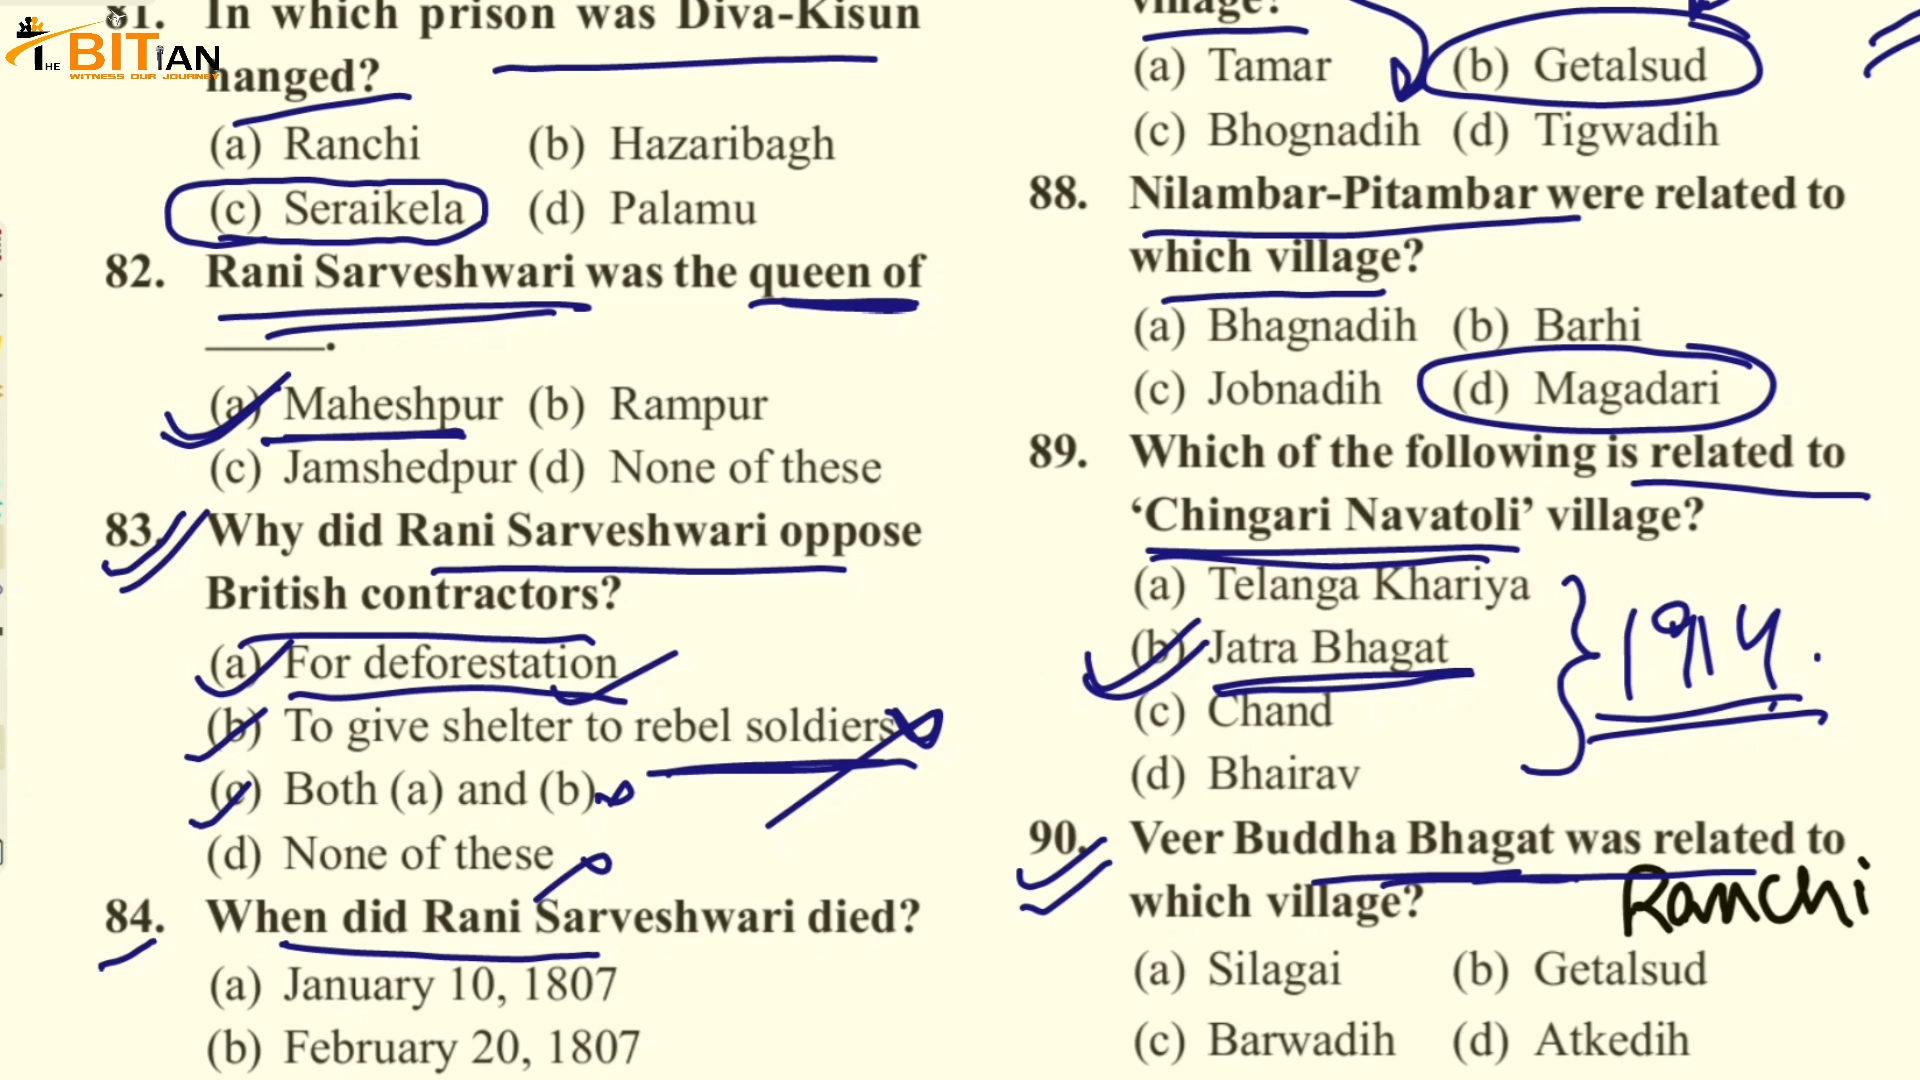 THE BITIAN
WITNESS OUR JOURNEY
81. In which prison was Diva-Kisun
hanged?
(a) Ranchi (b) Hazaribagh
(c) Seraikela (d) Palamu
82. Rani Sarveshwari was the queen of
______.
(a) Maheshpur (b) Rampur
(c) Jamshedpur (d) None of these
83. Why did Rani Sarveshwari oppose
British contractors?
(a) For deforestation
(b) To give shelter to rebel soldiers
(c) Both (a) and (b)
(d) None of these
84. When did Rani Sarveshwari died?
(a) January 10, 1807
(b) February 20, 1807
village?
(a) Tamar (b) Getalsud
(c) Bhognadih (d) Tigwadih
88. Nilambar-Pitambar were related to
which village?
(a) Bhagnadih (b) Barhi
(c) Jobnadih (d) Magadari
89. Which of the following is related to
‘Chingari Navatoli’ village?
(a) Telanga Khariya
(b) Jatra Bhagat
(c) Chand
(d) Bhairav
1914.
90. Veer Buddha Bhagat was related to
which village?
Ranchi
(a) Silagai (b) Getalsud
(c) Barwadih (d) Atkedih